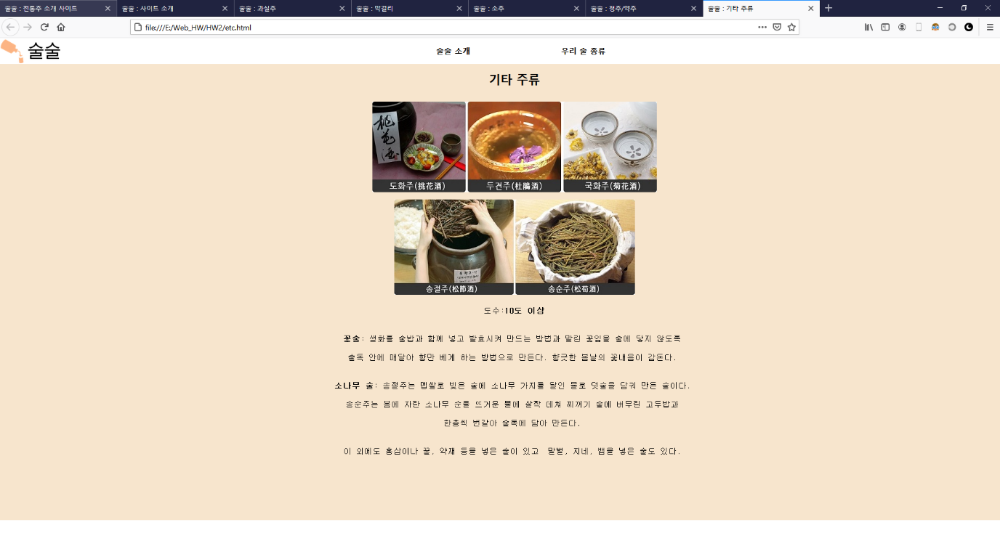 술술 : 전통주 소개 사이트
술술 : 사이트 소개
술술 : 과실주
술술 : 막걸리
술술 : 소주
술술 : 청주/약주
술술 : 기타 주류
file:///E:/Web_HW/HW2/etc.html
술술
술술 소개
우리 술 종류
기타 주류
桃花酒
도화주(挑花酒)
두견주(杜鵑酒)
국화주(菊花酒)
송절주(松節酒)
송순주(松荀酒)
도수:10도 이상
꽃술: 생화를 술밥과 함께 넣고 발효시켜 만드는 방법과 말린 꽃잎을 술에 닿지 않도록
술독 안에 매달아 향만 베게 하는 방법으로 만든다. 향긋한 봄날의 꽃내음이 감돈다.
소나무 술: 송절주는 멥쌀로 빚은 술에 소나무 가지를 달인 물로 덧술을 담궈 만든 술이다.
송순주는 봄에 자란 소나무 순을 뜨거운 물에 살짝 데쳐 찌꺼기 술에 버무린 고두밥과
한층씩 번갈아 술독에 담아 만든다.
이 외에도 홍삼이나 꿀, 약재 등을 넣은 술이 있고 말벌, 지네, 뱀을 넣은 술도 있다.